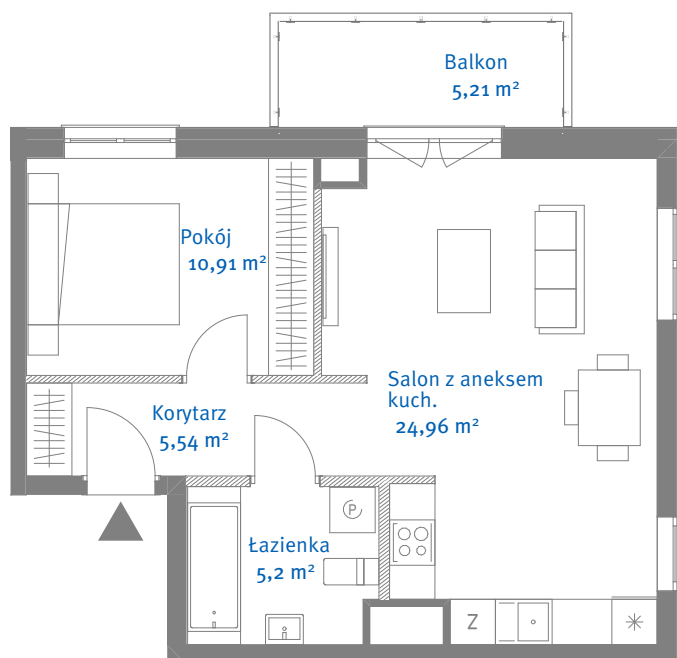 Balkon
5,21 m²
Pokój
10,91 m²
Salon z aneksem
kuch.
24,96 m²
Korytarz
5,54 m²
P
Łazienka
5,2 m²
Z